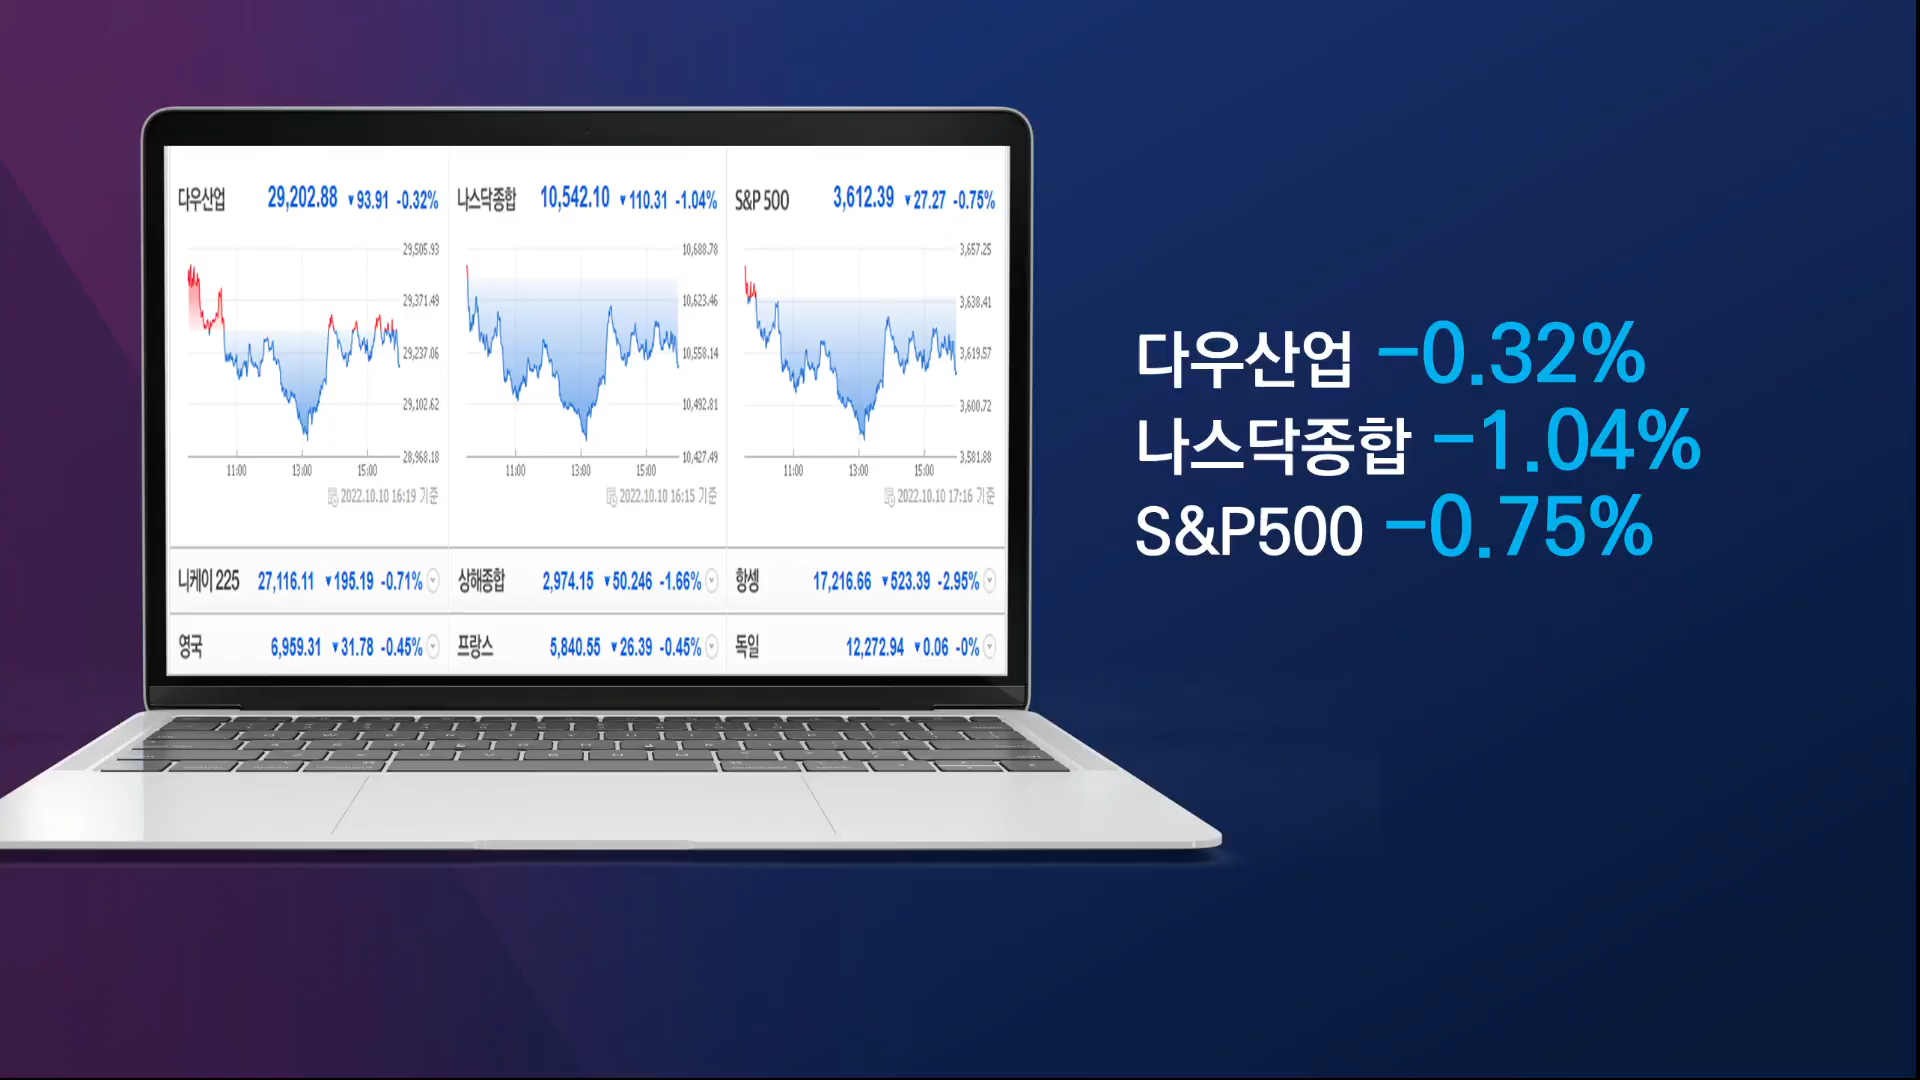 다우산업 29,202.88 ▼93.91 -0.32%
29,505.93
29,371.49
29,237.06
29,102.62
28,968.18
11:00 13:00 15:00
2022.10.10 16:19 기준
나스닥종합 10,542.10 ▼110.31 -1.04%
10,688.78
10,623.46
10,558.14
10,492.81
10,427.49
11:00 13:00 15:00
2022.10.10 16:15 기준
S&P 500 3,612.39 ▼27.27 -0.75%
3,657.25
3,638.41
3,619.57
3,600.72
3,581.88
11:00 13:00 15:00
2022.10.10 17:16 기준
니케이 225 27,116.11 ▼195.19 -0.71%
상해종합 2,974.15 ▼50.246 -1.66%
항셍 17,216.66 ▼523.39 -2.95%
영국 6,959.31 ▼31.78 -0.45%
프랑스 5,840.55 ▼26.39 -0.45%
독일 12,272.94 ▼0.06 -0%
다우산업 -0.32%
나스닥종합 -1.04%
S&P500 -0.75%